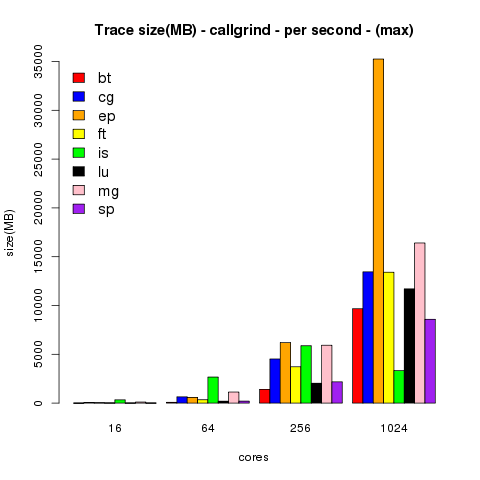 Trace size(MB) - callgrind - per second - (max)
35000
30000
25000
20000
15000
10000
5000
0
size(MB)
bt
cg
ep
ft
is
lu
mg
sp
16 64 256 1024
cores